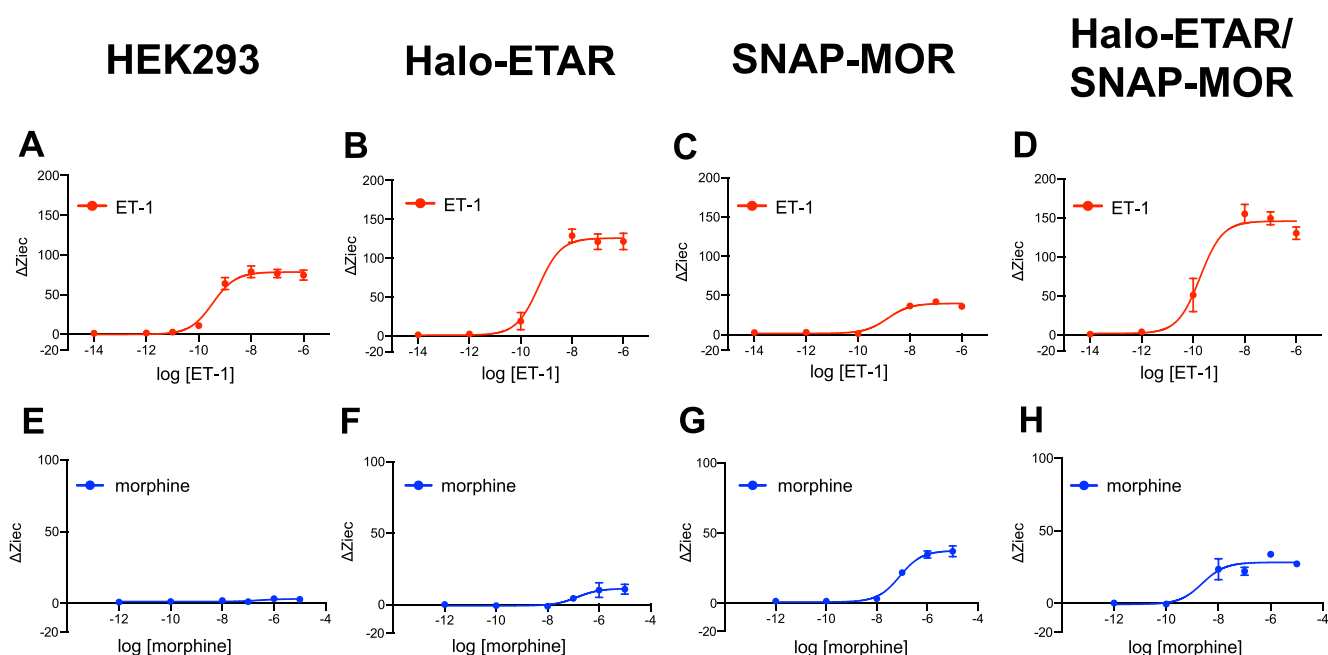 HEK293
Halo-ETAR
SNAP-MOR
Halo-ETAR/
SNAP-MOR
A
200
150
100
50
0
-20
ΔZiec
ET-1
-14 -12 -10 -8 -6
log [ET-1]
B
200
150
100
50
0
-20
ΔZiec
ET-1
-14 -12 -10 -8 -6
log [ET-1]
C
200
150
100
50
0
-20
ΔZiec
ET-1
-14 -12 -10 -8 -6
log [ET-1]
D
200
150
100
50
0
-20
ΔZiec
ET-1
-14 -12 -10 -8 -6
log [ET-1]
E
100
50
0
-20
ΔZiec
morphine
-12 -10 -8 -6 -4
log [morphine]
F
100
50
0
-20
ΔZiec
morphine
-12 -10 -8 -6 -4
log [morphine]
G
100
50
0
-20
ΔZiec
morphine
-12 -10 -8 -6 -4
log [morphine]
H
100
50
0
-20
ΔZiec
morphine
-12 -10 -8 -6 -4
log [morphine]